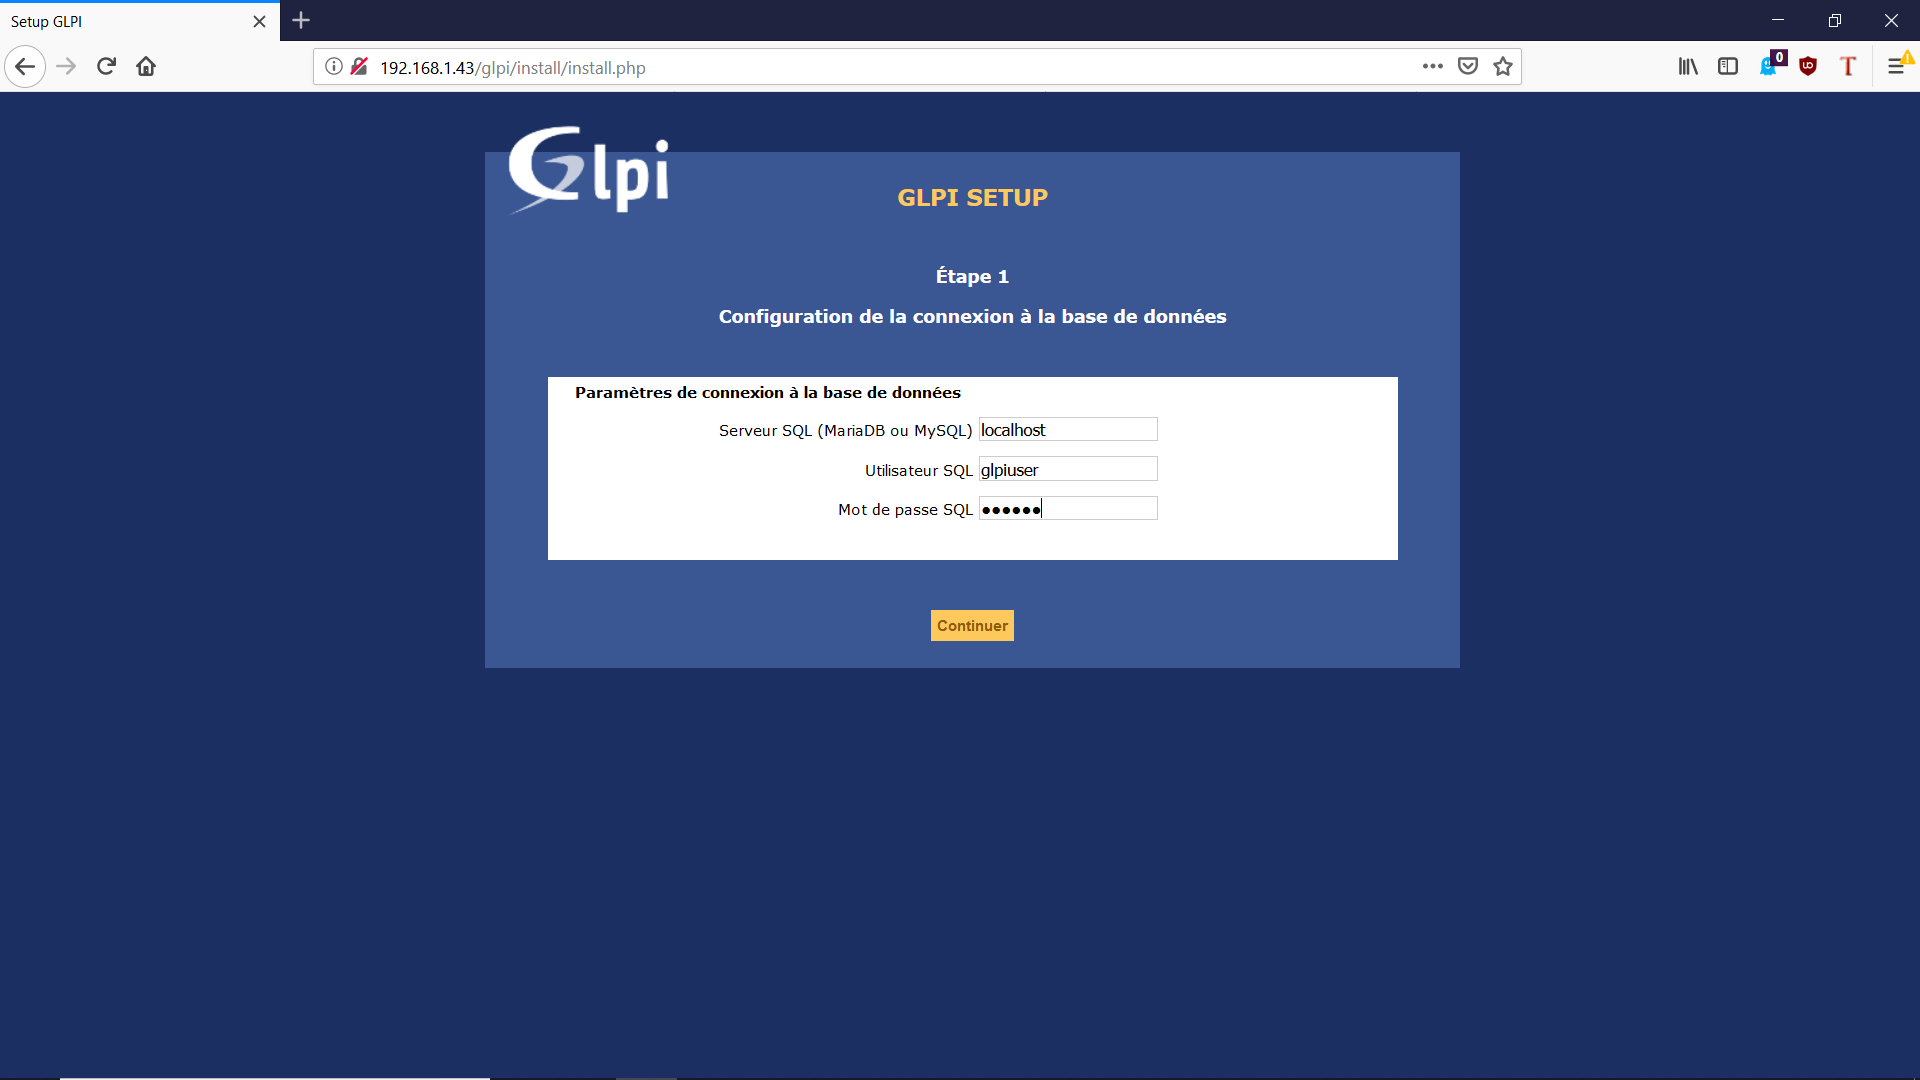 Setup GLPI
192.168.1.43/glpi/install/install.php
0
Glpi
GLPI SETUP
Étape 1
Configuration de la connexion à la base de données
Paramètres de connexion à la base de données
Serveur SQL (MariaDB ou MySQL) localhost
Utilisateur SQL glpiuser
Mot de passe SQL ●●●●●●
Continuer